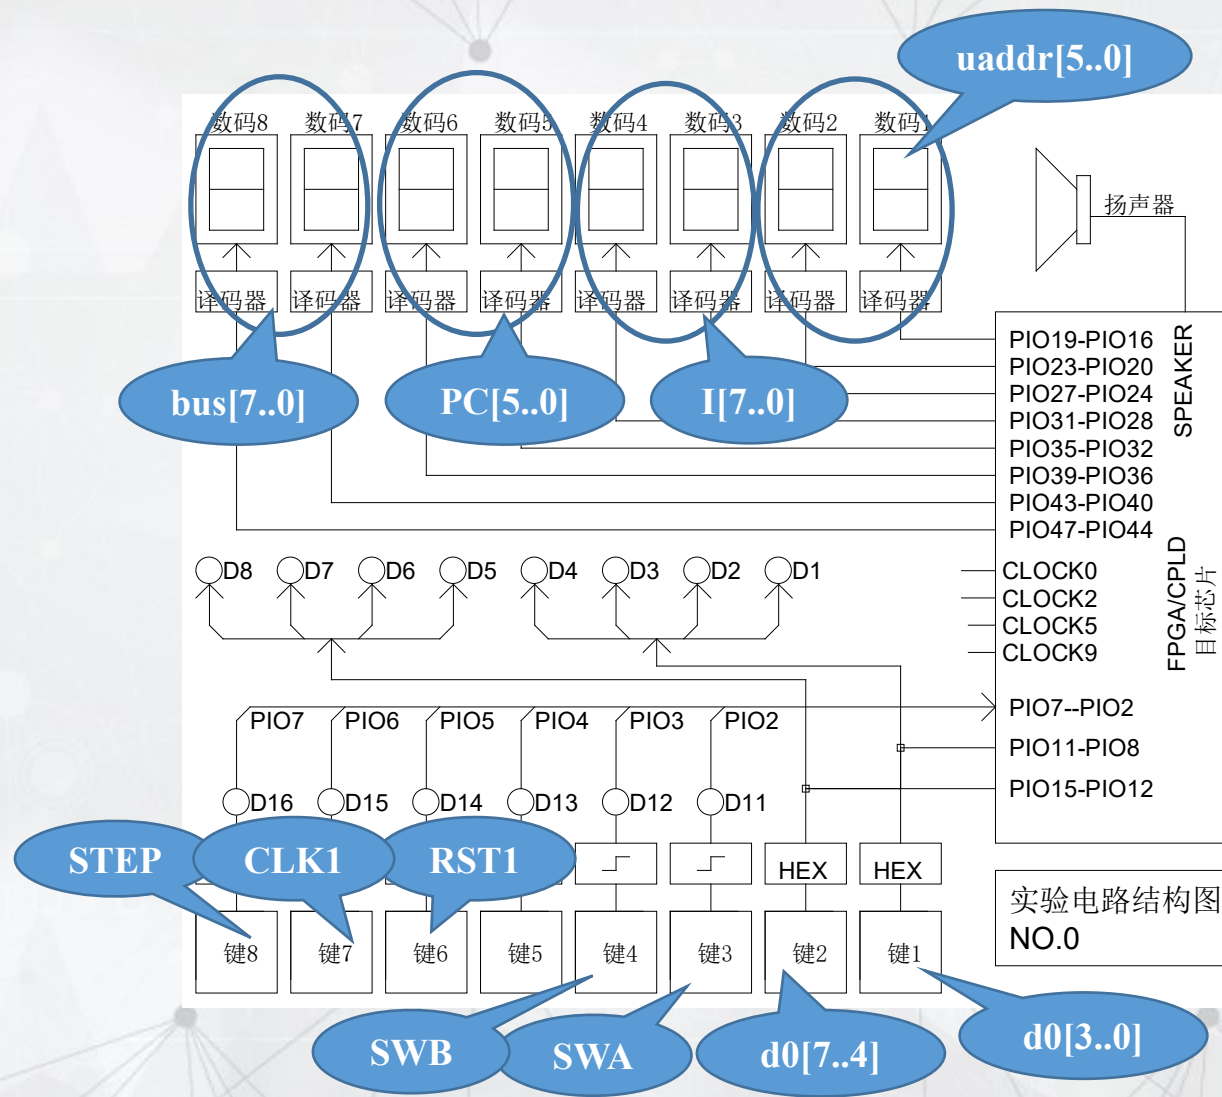 uaddr[5..0]
数码8
数码7
数码6
数码5
数码4
数码3
数码2
数码1
扬声器
译码器
译码器
译码器
译码器
译码器
译码器
译码器
译码器
bus[7..0]
PC[5..0]
I[7..0]
PIO19-PIO16
PIO23-PIO20
PIO27-PIO24
PIO31-PIO28
PIO35-PIO32
PIO39-PIO36
PIO43-PIO40
PIO47-PIO44
SPEAKER
D8
D7
D6
D5
D4
D3
D2
D1
CLOCK0
CLOCK2
CLOCK5
CLOCK9
FPGA/CPLD
目标芯片
PIO7
PIO6
PIO5
PIO4
PIO3
PIO2
PIO7--PIO2
PIO11-PIO8
PIO15-PIO12
D16
D15
D14
D13
D12
D11
STEP
CLK1
RST1
HEX
HEX
键8
键7
键6
键5
键4
键3
键2
键1
实验电路结构图
NO.0
SWB
SWA
d0[7..4]
d0[3..0]